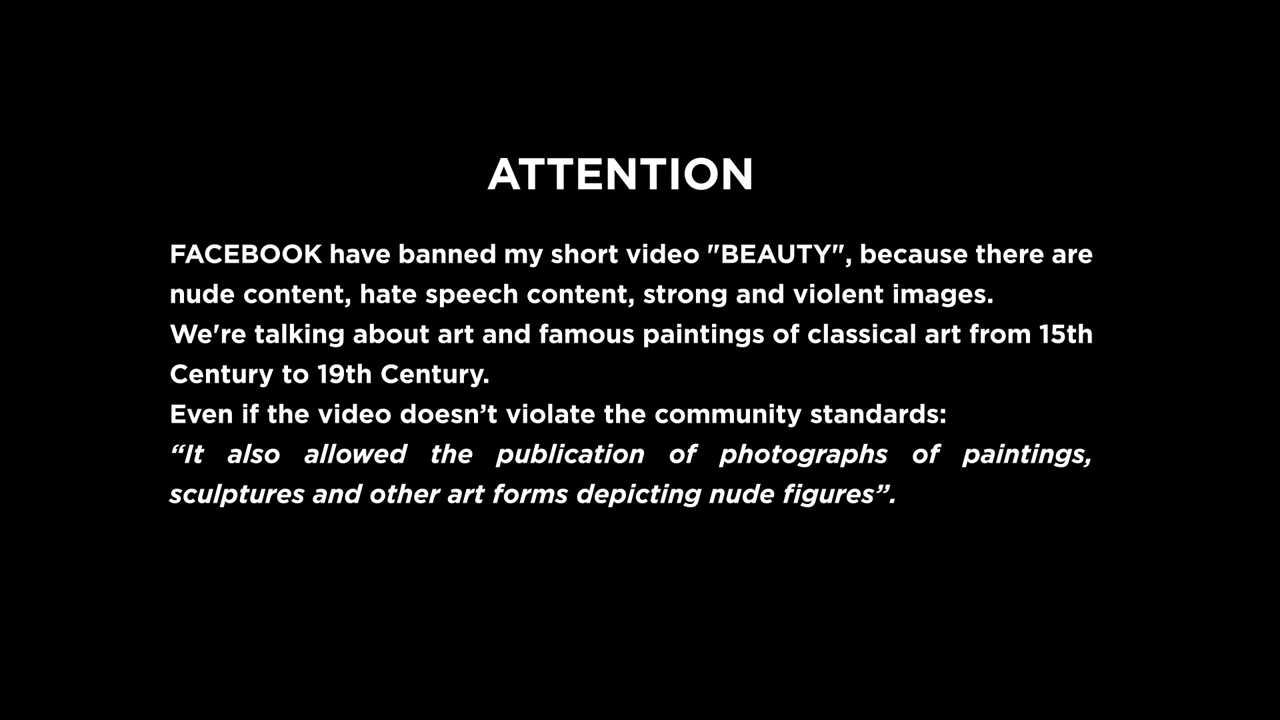 ATTENTION
FACEBOOK have banned my short video "BEAUTY", because there are
nude content, hate speech content, strong and violent images.
We're talking about art and famous paintings of classical art from 15th
Century to 19th Century.
Even if the video doesn’t violate the community standards:
“It also allowed the publication of photographs of paintings,
sculptures and other art forms depicting nude figures”.